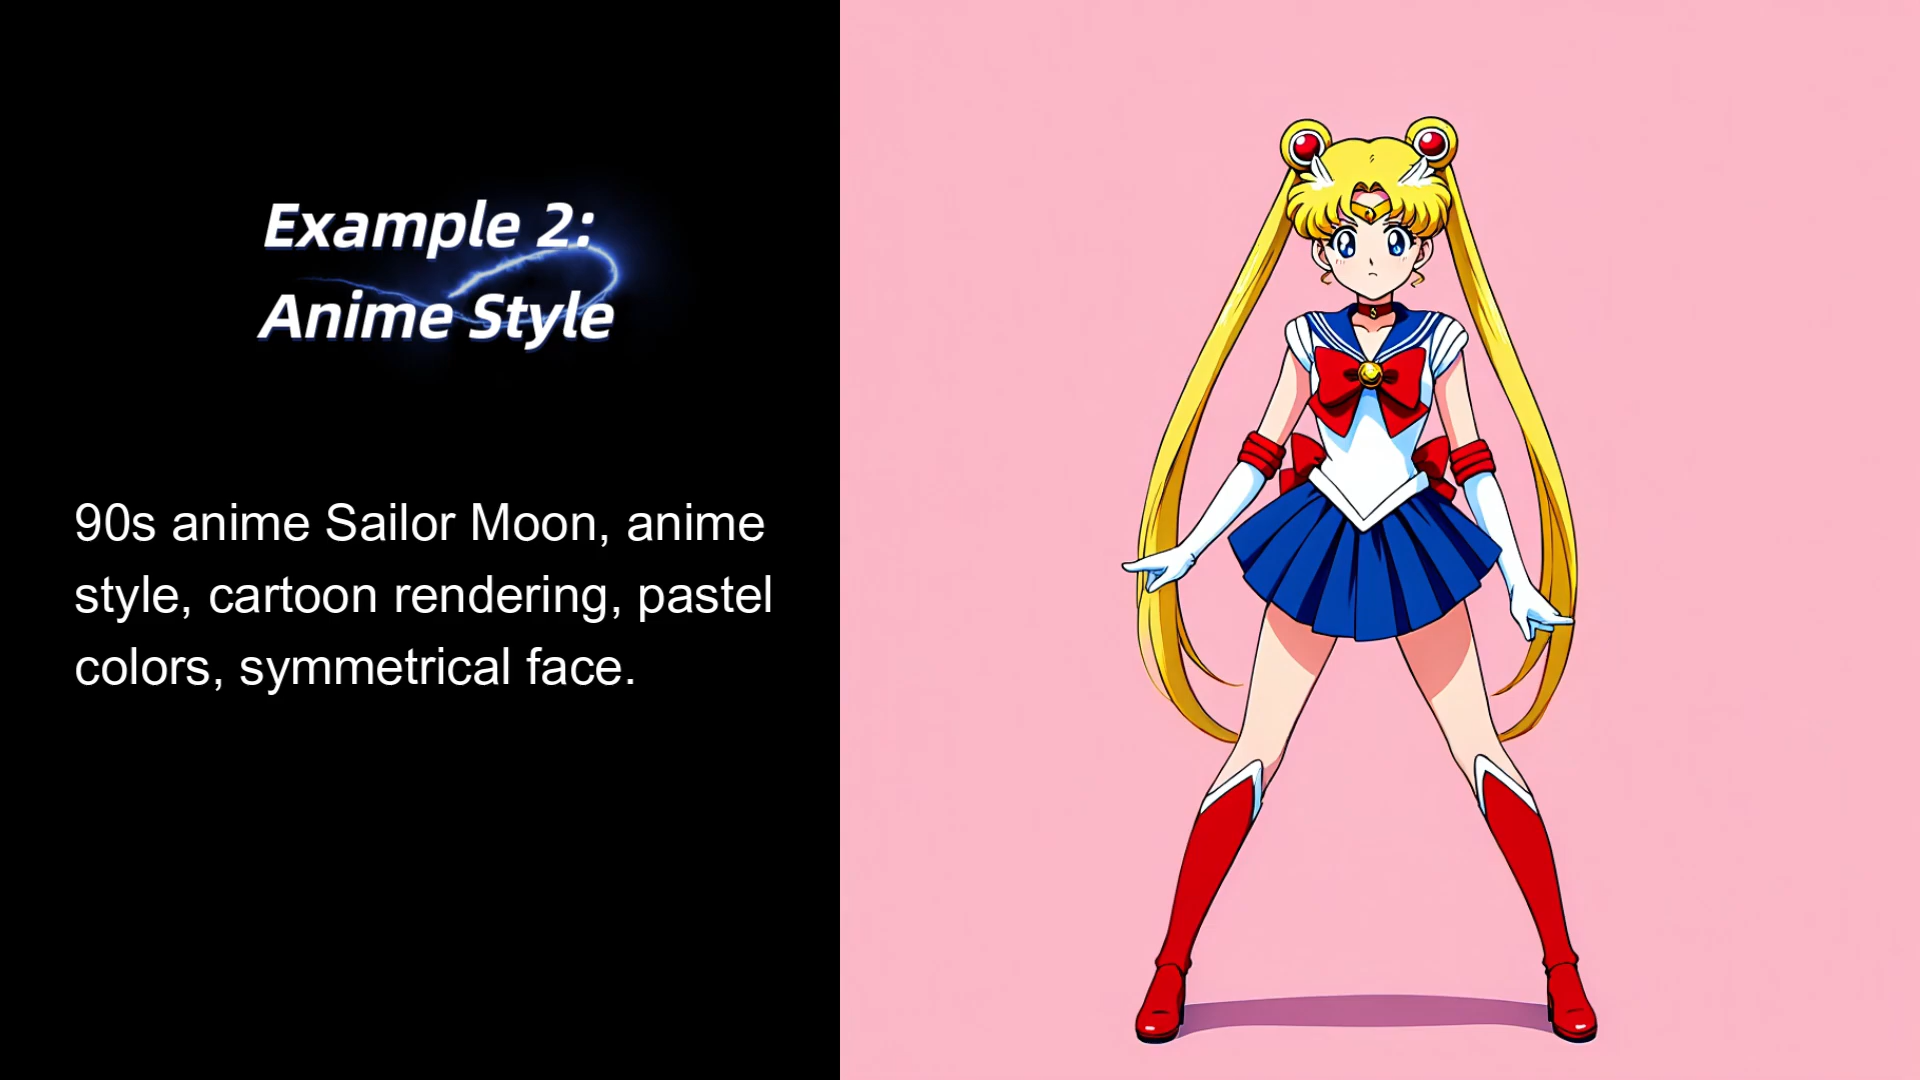 Example 2:
Anime Style
90s anime Sailor Moon, anime
style, cartoon rendering, pastel
colors, symmetrical face.